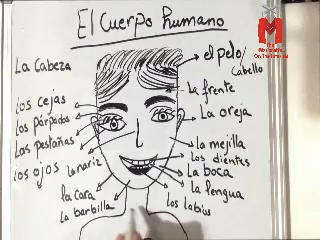 El Cuerpo humano
La Cabeza
los cejas
los párpados
Los pestañas
los ojos
La nariz
la cara
La barbilla
el pelo/
Cabello
La frente
La oreja
La mejilla
Los dientes
La boca
La lengua
los labios